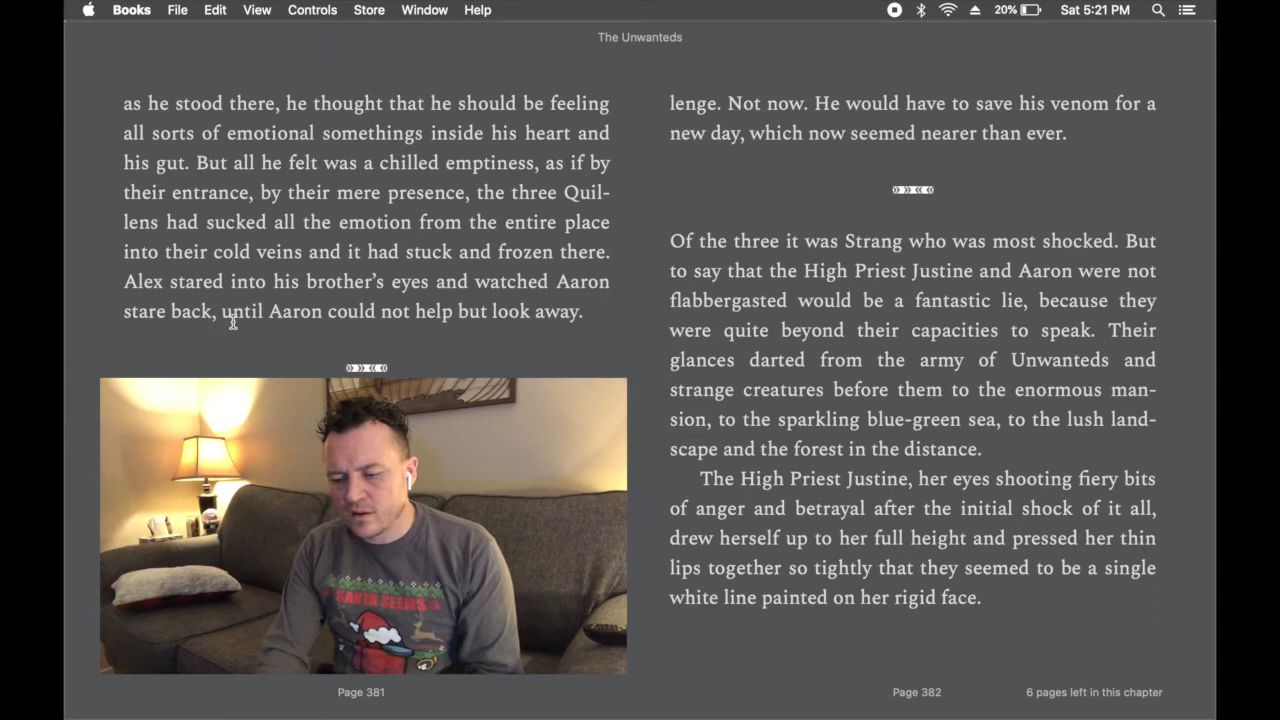 Books File Edit View Controls Store Window Help 20% Sat 5:21 PM
The Unwanteds
as he stood there, he thought that he should be feeling
all sorts of emotional somethings inside his heart and
his gut. But all he felt was a chilled emptiness, as if by
their entrance, by their mere presence, the three Quil-
lens had sucked all the emotion from the entire place
into their cold veins and it had stuck and frozen there.
Alex stared into his brother’s eyes and watched Aaron
stare back, until Aaron could not help but look away.
SANTA SEEMS
Page 381
lenge. Not now. He would have to save his venom for a
new day, which now seemed nearer than ever.
Of the three it was Strang who was most shocked. But
to say that the High Priest Justine and Aaron were not
flabbergasted would be a fantastic lie, because they
were quite beyond their capacities to speak. Their
glances darted from the army of Unwanteds and
strange creatures before them to the enormous man-
sion, to the sparkling blue-green sea, to the lush land-
scape and the forest in the distance.
The High Priest Justine, her eyes shooting fiery bits
of anger and betrayal after the initial shock of it all,
drew herself up to her full height and pressed her thin
lips together so tightly that they seemed to be a single
white line painted on her rigid face.
Page 382 6 pages left in this chapter